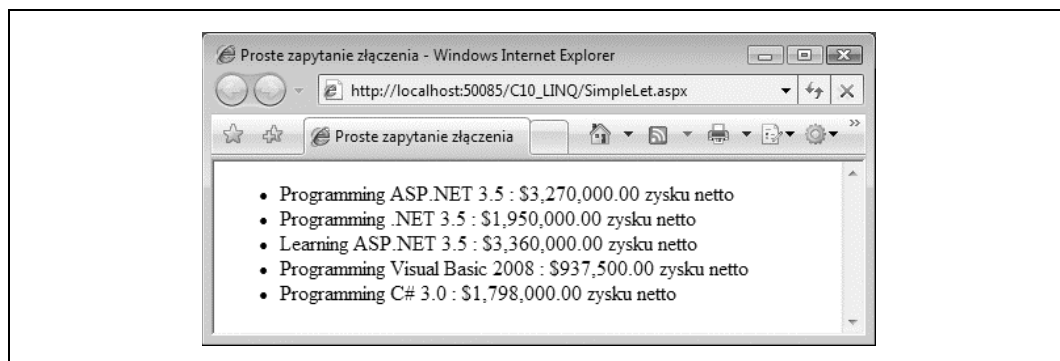 Proste zapytanie złączenia - Windows Internet Explorer
http://localhost:50085/C10_LINQ/SimpleLet.aspx
Proste zapytanie złączenia
• Programming ASP.NET 3.5 : $3,270,000.00 zysku netto
• Programming .NET 3.5 : $1,950,000.00 zysku netto
• Learning ASP.NET 3.5 : $3,360,000.00 zysku netto
• Programming Visual Basic 2008 : $937,500.00 zysku netto
• Programming C# 3.0 : $1,798,000.00 zysku netto